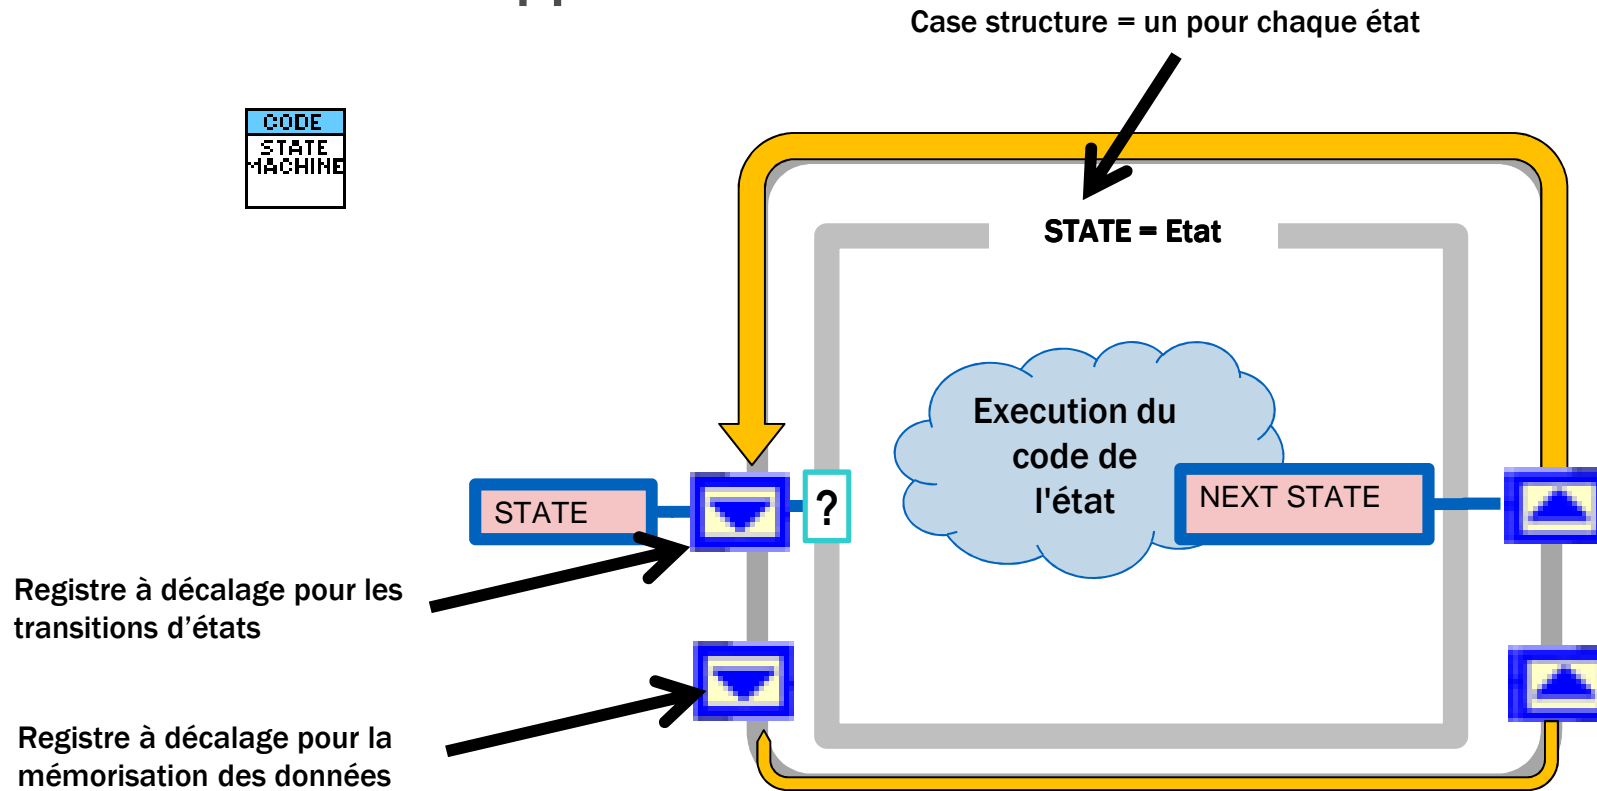 Case structure = un pour chaque état
CODE
STATE
MACHINE
STATE = Etat
Execution du
code de
l'état
STATE
?
NEXT STATE
Registre à décalage pour les
transitions d’états
Registre à décalage pour la
mémorisation des données